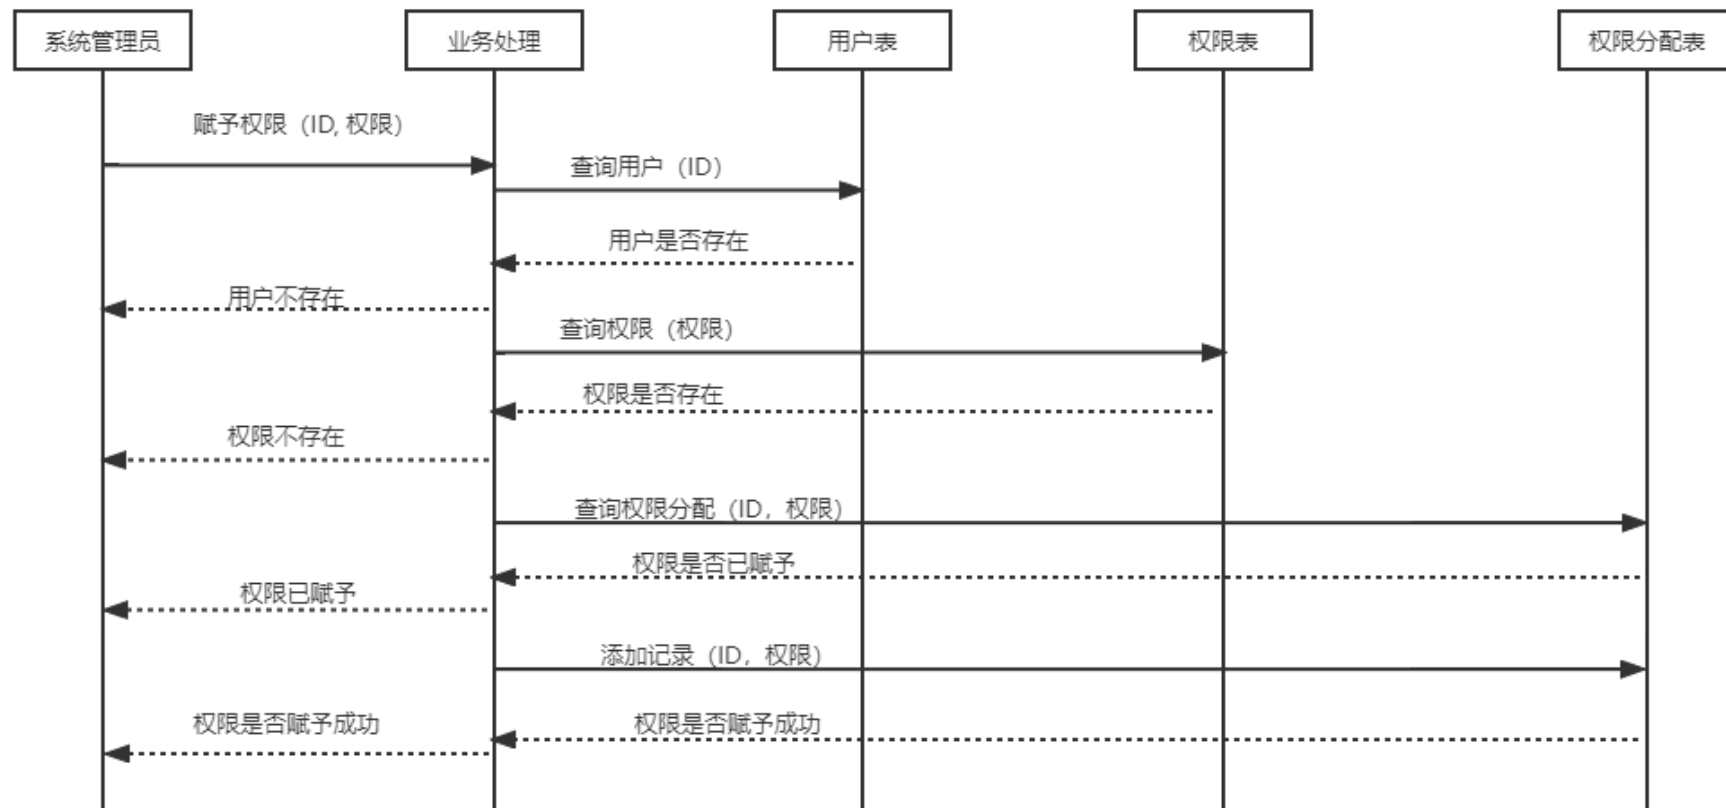 系统管理员
业务处理
用户表
权限表
权限分配表
赋予权限（ID, 权限）
查询用户（ID）
用户是否存在
用户不存在
查询权限（权限）
权限是否存在
权限不存在
查询权限分配（ID，权限）
权限是否已赋予
权限已赋予
添加记录（ID，权限）
权限是否赋予成功
权限是否赋予成功